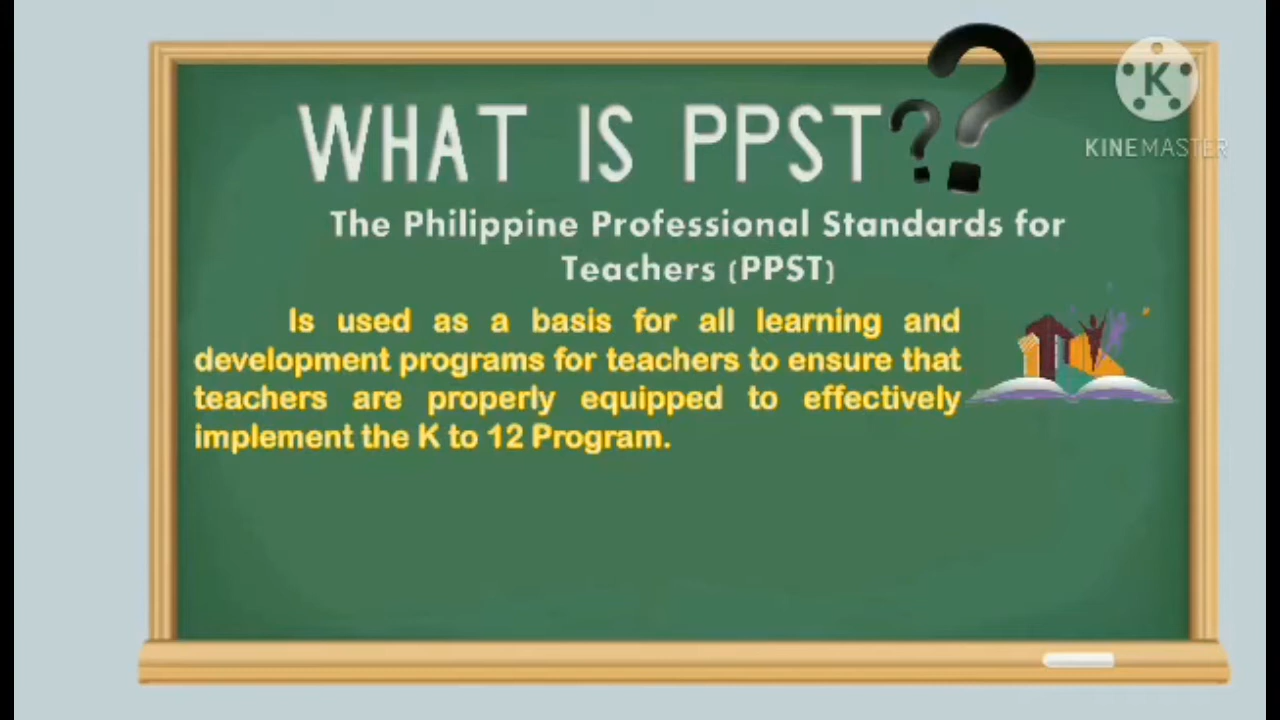 WHAT IS PPST??
K
KINEMASTER
The Philippine Professional Standards for
Teachers (PPST)
Is used as a basis for all learning and
development programs for teachers to ensure that
teachers are properly equipped to effectively
implement the K to 12 Program.